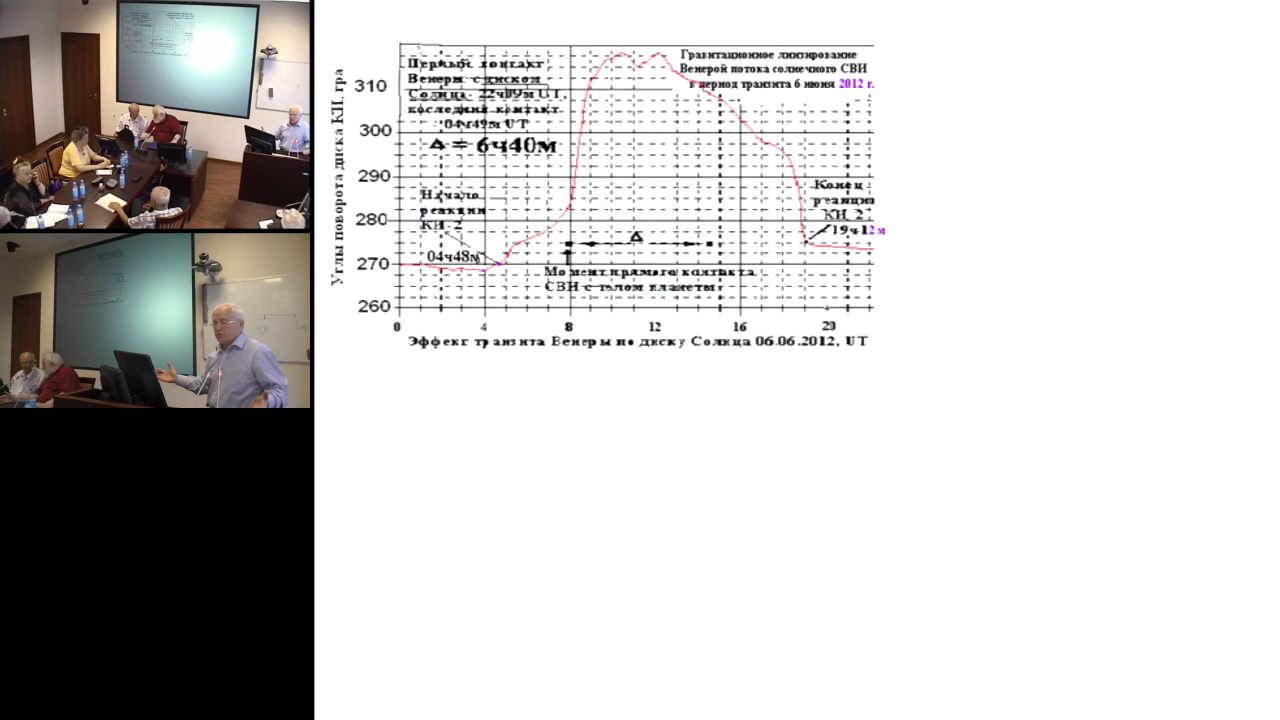 Гравитационное линзирование
Венерой потока солнечного СВИ
в период транзита 6 июня 2012 г.
Первый контакт
Венеры с диском
Солнца- 22ч09м UT,
последний контакт
04ч49м UT
Δ = 6ч40м
Начало
реакции
КИ 2
04ч48м
Δ
Момент прямого контакта
СВИ с телом планеты
Конец
реакции
КИ 2
19ч12м
Углы поворота диска КИ, гра
310
300
290
280
270
260
0 4 8 12 16 20
Эффект транзита Венеры по диску Солнца 06.06.2012, UT